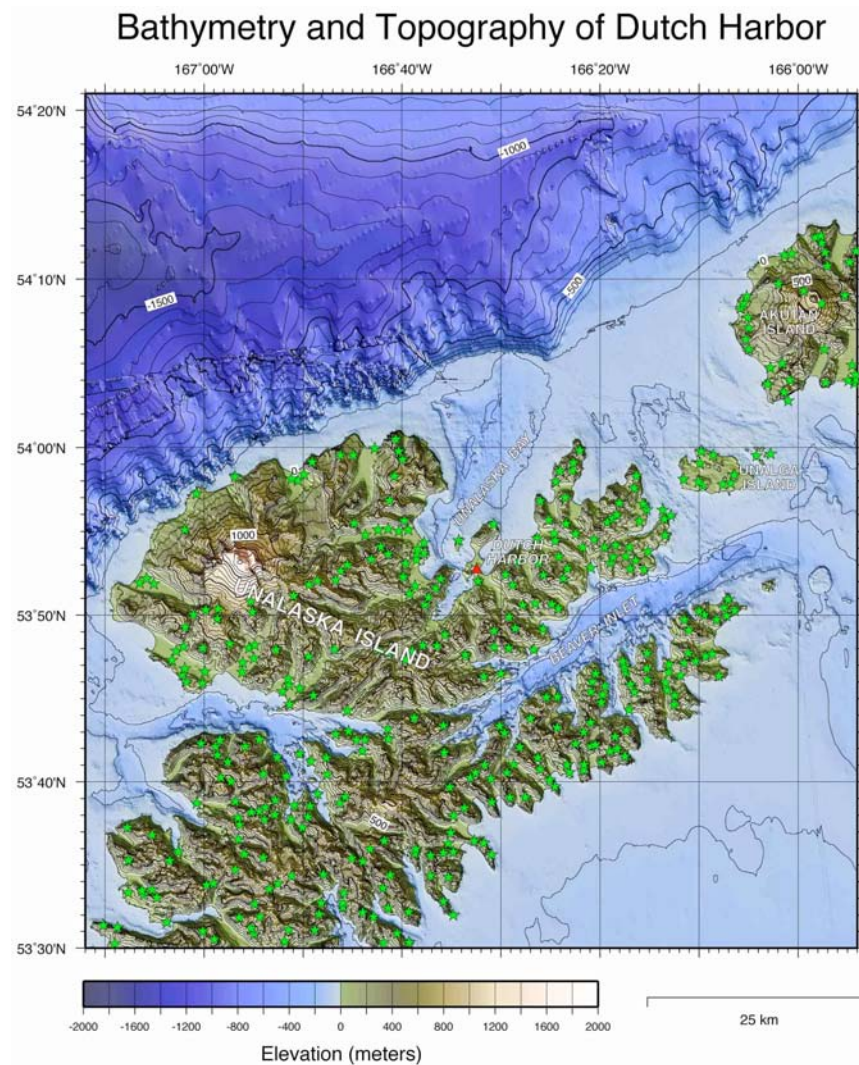 Bathymetry and Topography of Dutch Harbor
167°00'W 166°40'W 166°20'W 166°00'W
54°20'N
-1000
54°10'N
0
-500
500
-1500
AKUTAN
ISLAND
54°00'N
0
UNALASKA BAY
UNALGA
ISLAND
1000
DUTCH
HARBOR
53°50'N
UNALASKA ISLAND
BEAVER INLET
53°40'N
500
53°30'N
-2000 -1600 -1200 -800 -400 0 400 800 1200 1600 2000
25 km
Elevation (meters)